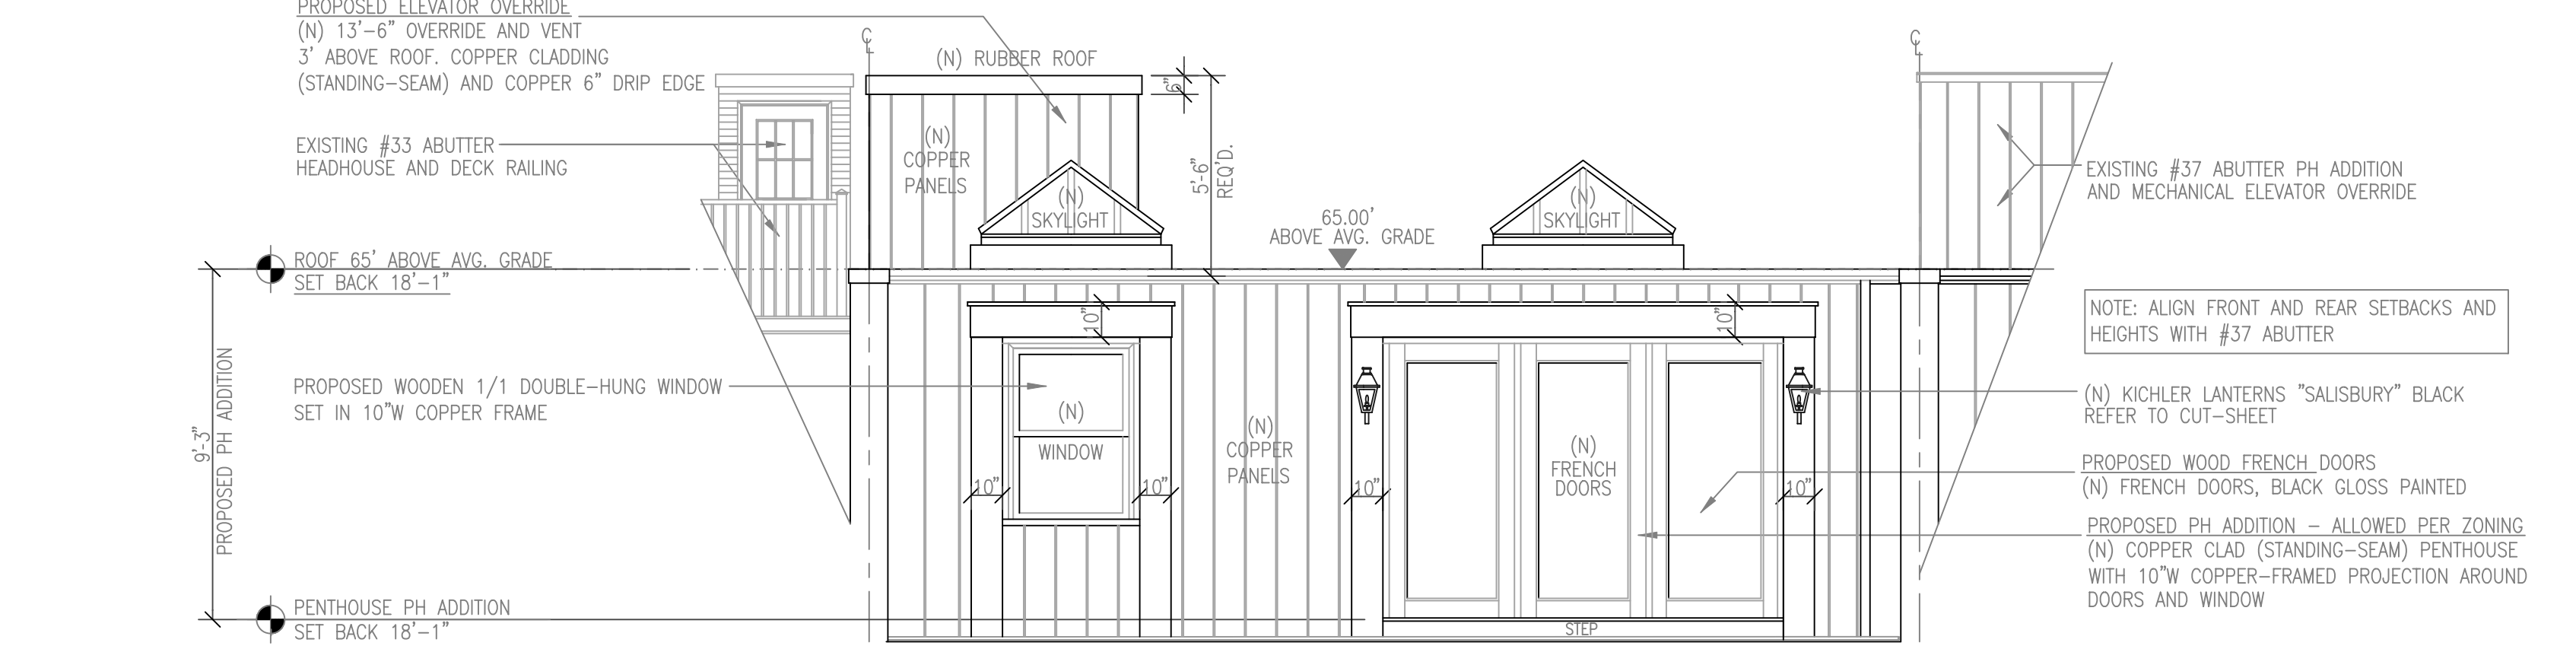 PROPOSED ELEVATOR OVERRIDE
(N) 13'-6" OVERRIDE AND VENT
3' ABOVE ROOF. COPPER CLADDING
(STANDING-SEAM) AND COPPER 6" DRIP EDGE
EXISTING #33 ABUTTER
HEADHOUSE AND DECK RAILING
ROOF 65' ABOVE AVG. GRADE
SET BACK 18'-1"
9'-3"
PROPOSED PH ADDITION
PROPOSED WOODEN 1/1 DOUBLE-HUNG WINDOW
SET IN 10"W COPPER FRAME
PENTHOUSE PH ADDITION
SET BACK 18'-1"
℄
(N) RUBBER ROOF
6"
5'-6"
REQ'D.
(N)
COPPER
PANELS
(N)
SKYLIGHT
65.00'
ABOVE AVG. GRADE
(N)
SKYLIGHT
℄
10"
10"
(N)
WINDOW
10"
10"
(N)
COPPER
PANELS
10"
(N)
FRENCH
DOORS
10"
STEP
EXISTING #37 ABUTTER PH ADDITION
AND MECHANICAL ELEVATOR OVERRIDE
NOTE: ALIGN FRONT AND REAR SETBACKS AND
HEIGHTS WITH #37 ABUTTER
(N) KICHLER LANTERNS "SALISBURY" BLACK
REFER TO CUT-SHEET
PROPOSED WOOD FRENCH DOORS
(N) FRENCH DOORS, BLACK GLOSS PAINTED
PROPOSED PH ADDITION - ALLOWED PER ZONING
(N) COPPER CLAD (STANDING-SEAM) PENTHOUSE
WITH 10"W COPPER-FRAMED PROJECTION AROUND
DOORS AND WINDOW